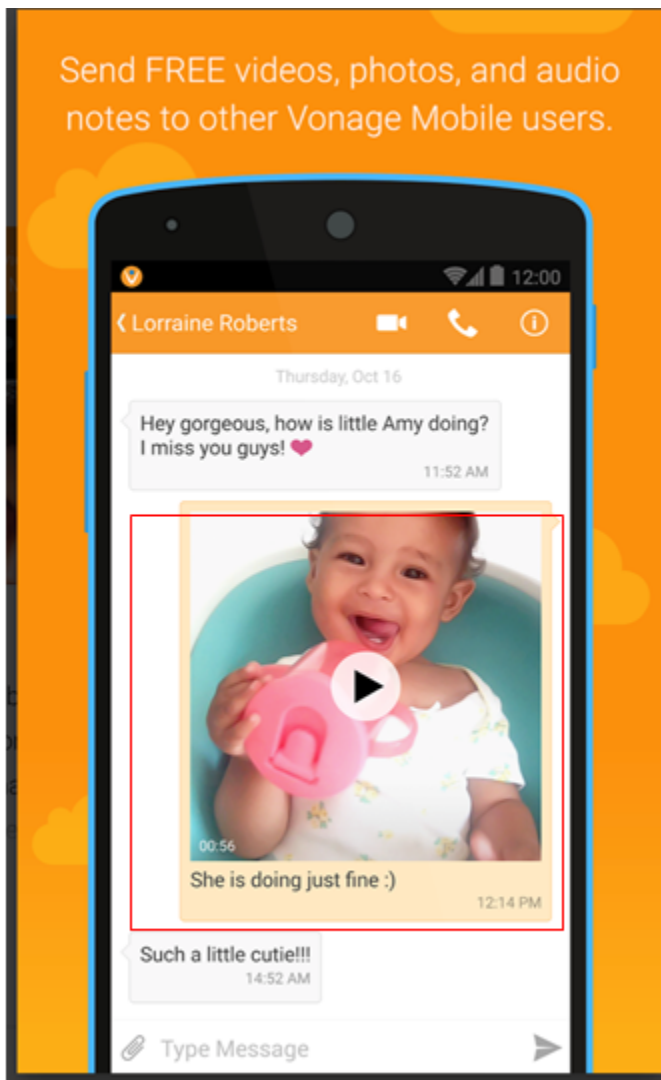 Send FREE videos, photos, and audio
notes to other Vonage Mobile users.
12:00
Lorraine Roberts
Thursday, Oct 16
Hey gorgeous, how is little Amy doing?
I miss you guys! ❤
11:52 AM
00:56
She is doing just fine :)
12:14 PM
Such a little cutie!!!
14:52 AM
Type Message